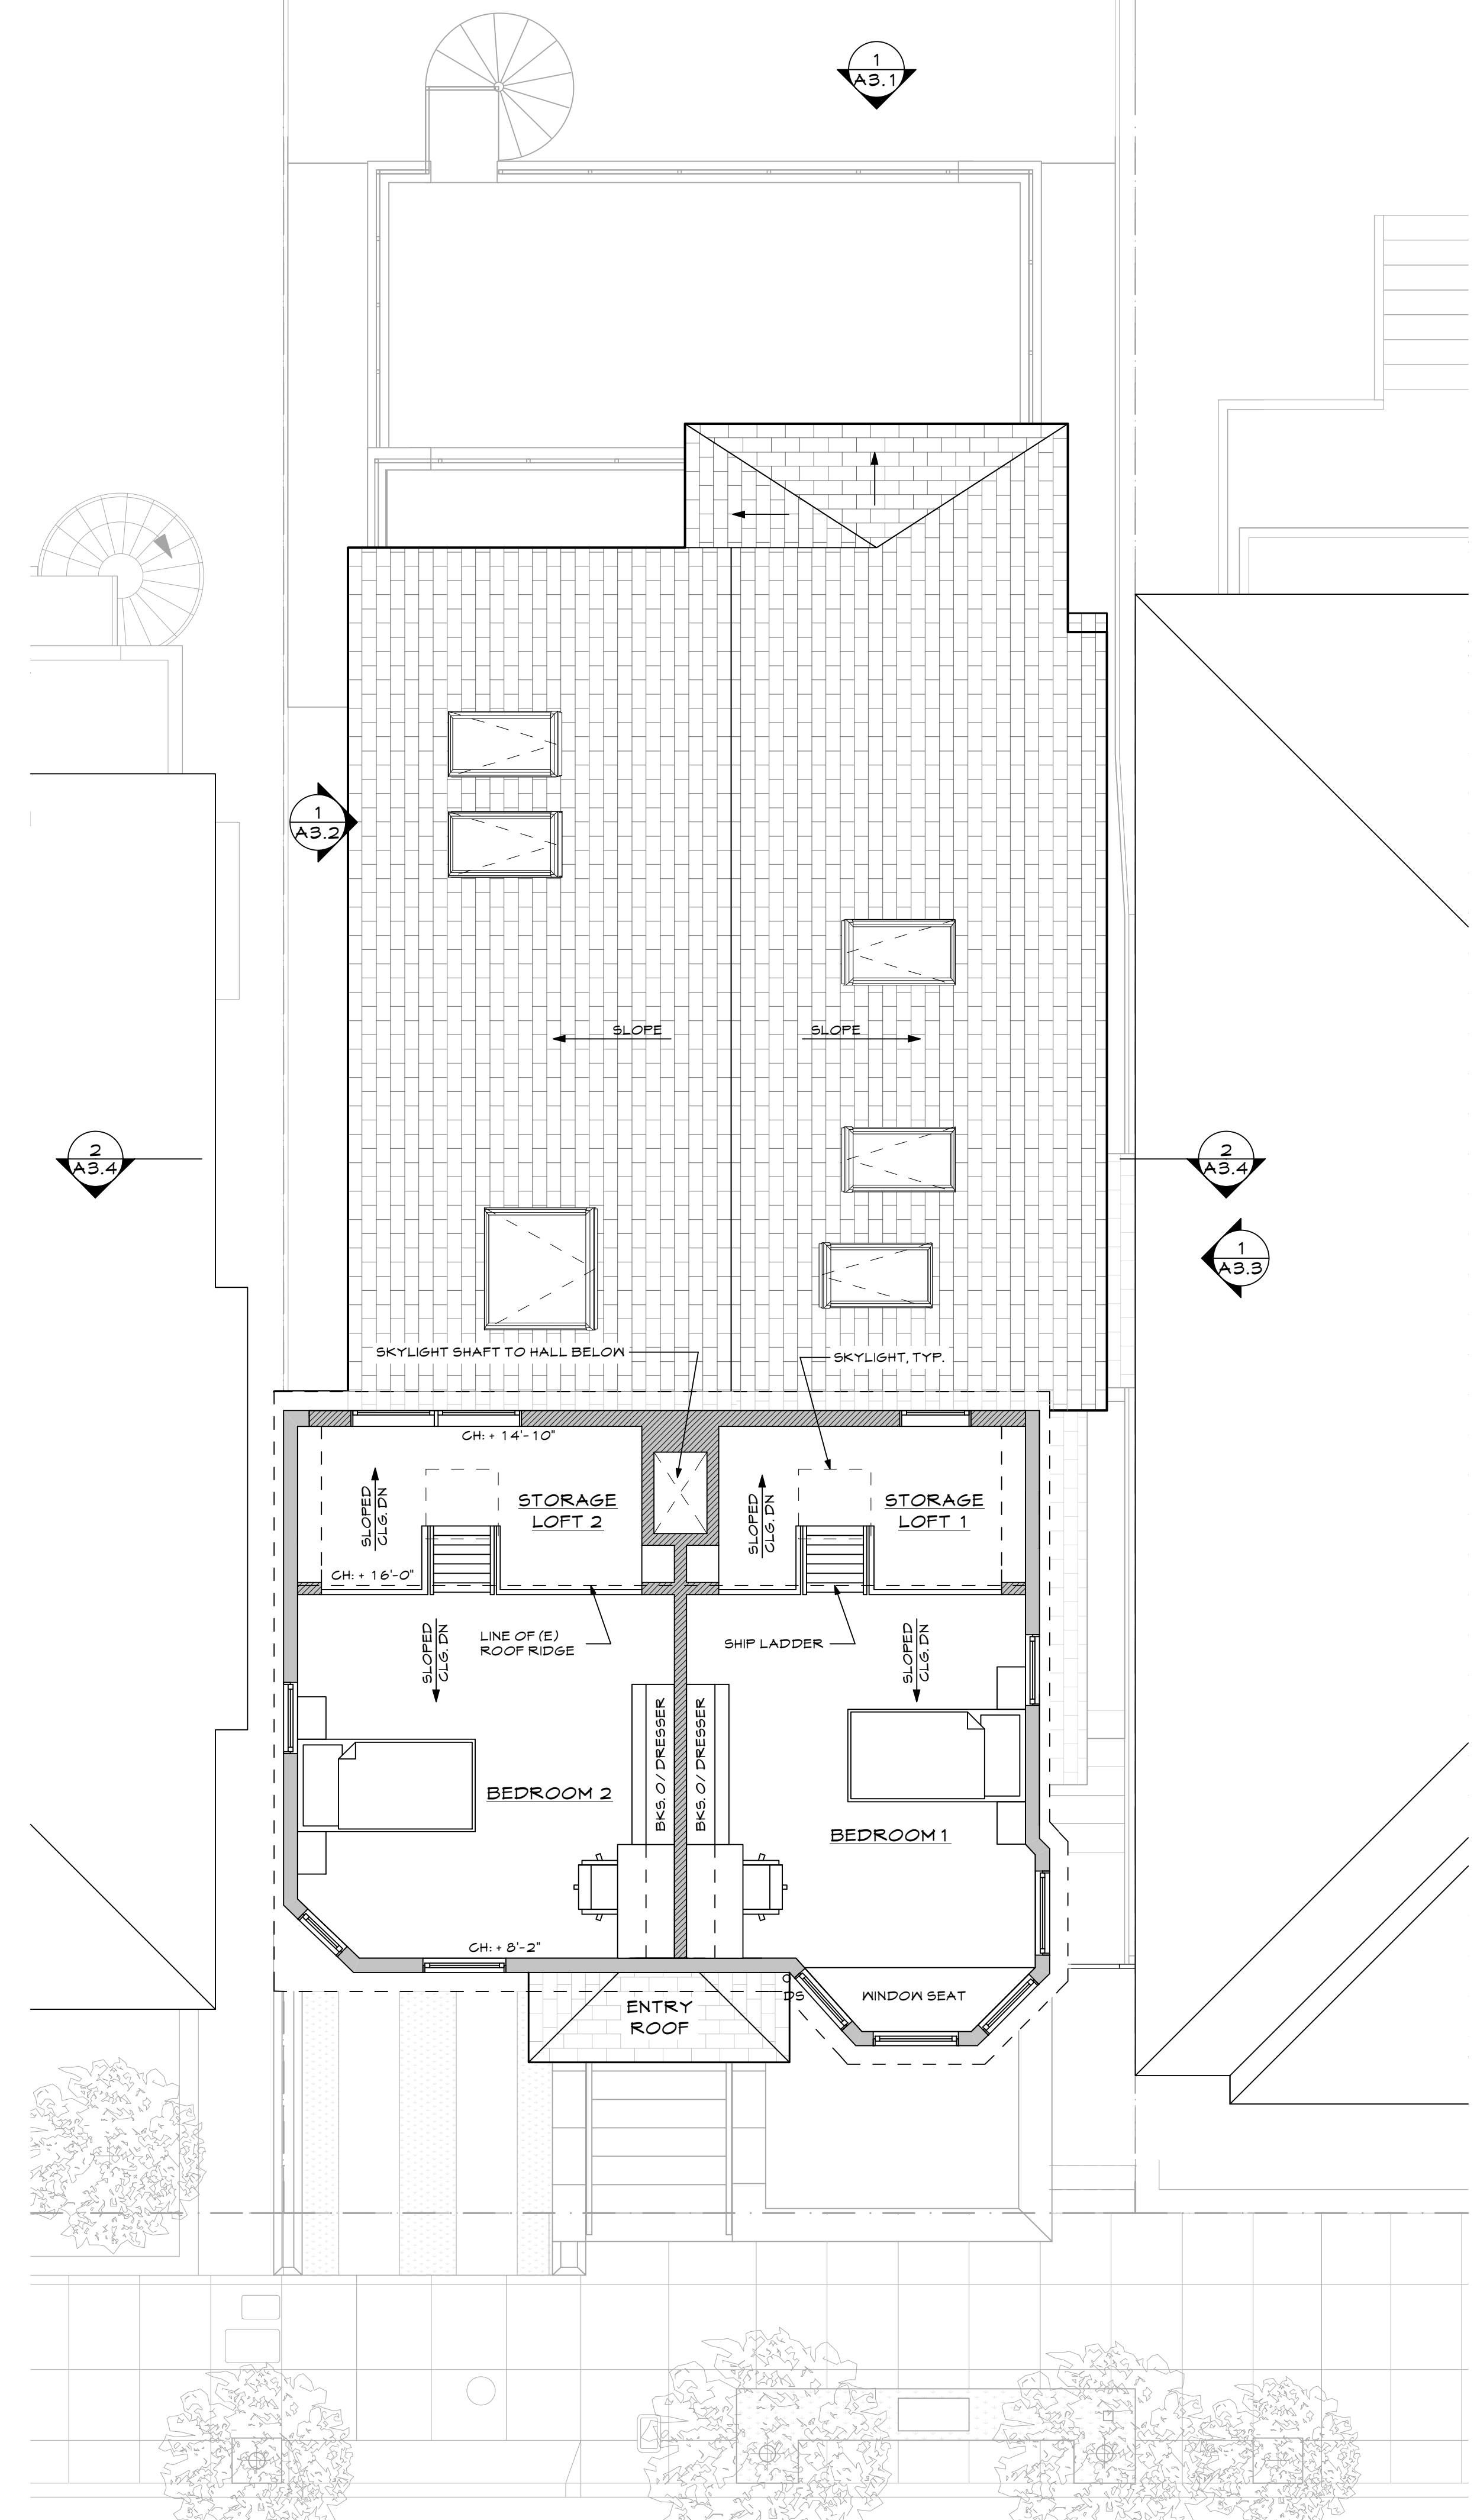 1
A3.1
1
A3.2
SLOPE
SLOPE
2
A3.4
2
A3.4
1
A3.3
SKYLIGHT SHAFT TO HALL BELOW
SKYLIGHT, TYP.
CH: + 14'-10"
SLOPED
CLG. DN
STORAGE
LOFT 2
SLOPED
CLG. DN
STORAGE
LOFT 1
CH: + 16'-0"
SLOPED
CLG. DN
LINE OF (E)
ROOF RIDGE
SHIP LADDER
SLOPED
CLG. DN
BKS. O/ DRESSER
BKS. O/ DRESSER
BEDROOM 2
BEDROOM 1
CH: + 8'-2"
DS
WINDOW SEAT
ENTRY
ROOF